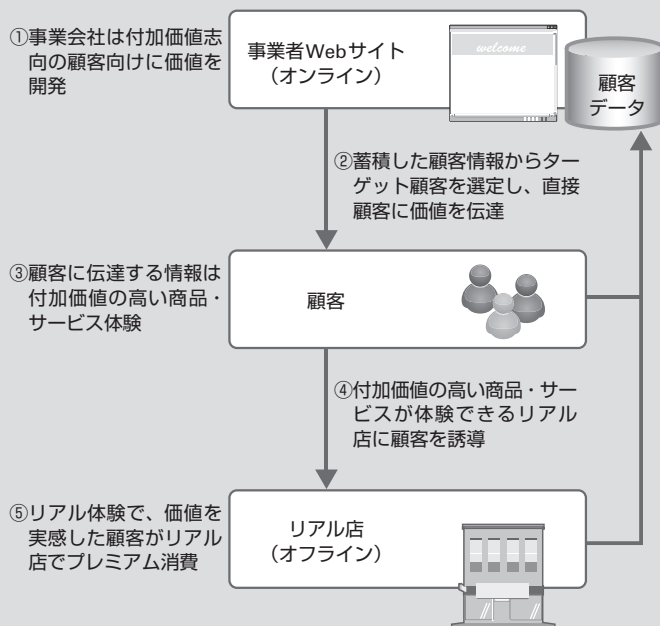 ①事業会社は付加価値志
向の顧客向けに価値を
開発
事業者Webサイト
（オンライン）
welcome
顧客
データ
②蓄積した顧客情報からター
ゲット顧客を選定し、直接
顧客に価値を伝達
③顧客に伝達する情報は
付加価値の高い商品・
サービス体験
顧客
④付加価値の高い商品・サー
ビスが体験できるリアル
店に顧客を誘導
⑤リアル体験で、価値を
実感した顧客がリアル
店でプレミアム消費
リアル店
（オフライン）